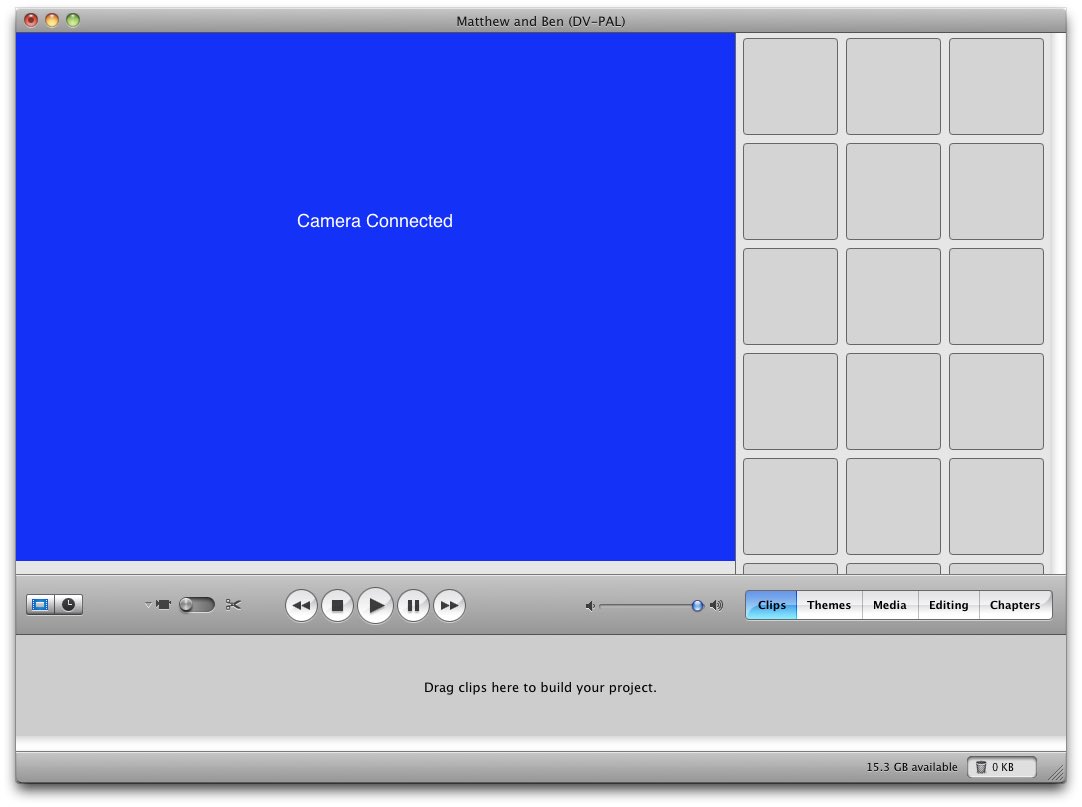 Matthew and Ben (DV-PAL)
Camera Connected
Clips
Themes
Media
Editing
Chapters
Drag clips here to build your project.
15.3 GB available
0 KB